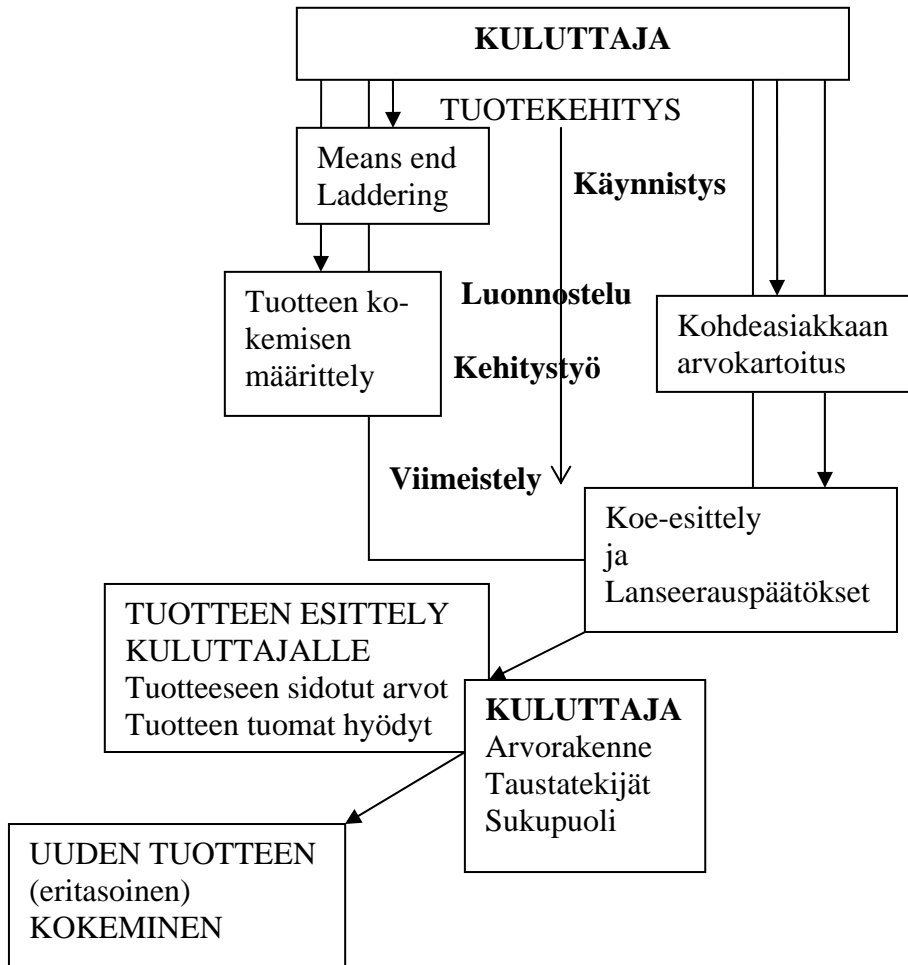 KULUTTAJA
TUOTEKEHITYS
Means end
Laddering
Käynnistys
Tuotteen ko-
kemisen
määrittely
Luonnostelu
Kohdeasiakkaan
arvokartoitus
Kehitystyö
Viimeistely
Koe-esittely
ja
Lanseerauspäätökset
TUOTTEEN ESITTELY
KULUTTAJALLE
Tuotteeseen sidotut arvot
Tuotteen tuomat hyödyt
KULUTTAJA
Arvorakenne
Taustatekijät
Sukupuoli
UUDEN TUOTTEEN
(eritasoinen)
KOKEMINEN